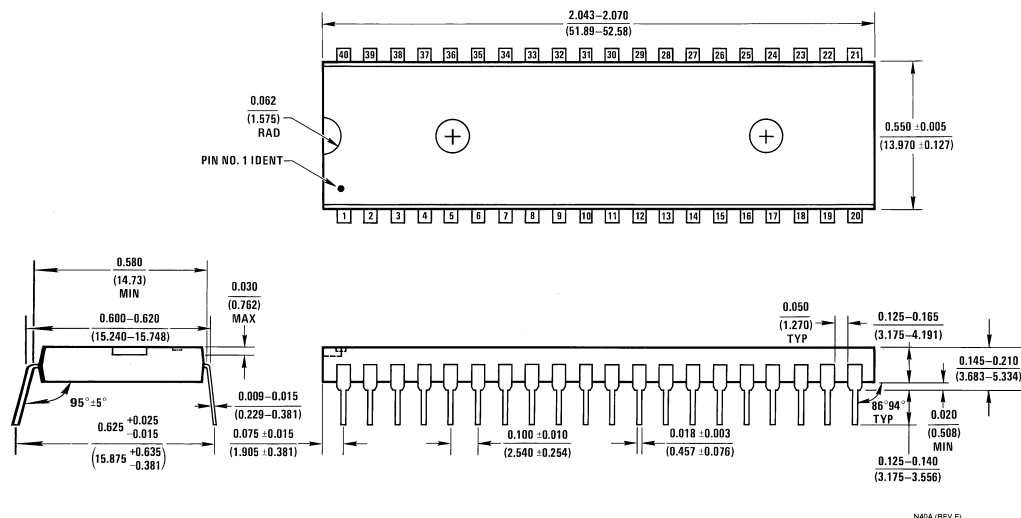 2.043–2.070
(51.89–52.58)
40 39 38 37 36 35 34 33 32 31 30 29 28 27 26 25 24 23 22 21
0.062
(1.575)
RAD
PIN NO. 1 IDENT
0.550 ±0.005
(13.970 ±0.127)
1 2 3 4 5 6 7 8 9 10 11 12 13 14 15 16 17 18 19 20
0.580
(14.73)
MIN
0.030
(0.762)
MAX
0.600–0.620
(15.240–15.748)
95°±5°
0.009–0.015
(0.229–0.381)
0.625 +0.025 –0.015
(15.875 +0.635 –0.381)
0.075 ±0.015
(1.905 ±0.381)
0.100 ±0.010
(2.540 ±0.254)
0.018 ±0.003
(0.457 ±0.076)
0.050
(1.270)
TYP
0.125–0.165
(3.175–4.191)
0.145–0.210
(3.683–5.334)
86°94°
TYP
0.020
(0.508)
MIN
0.125–0.140
(3.175–3.556)
N40A (REV E)